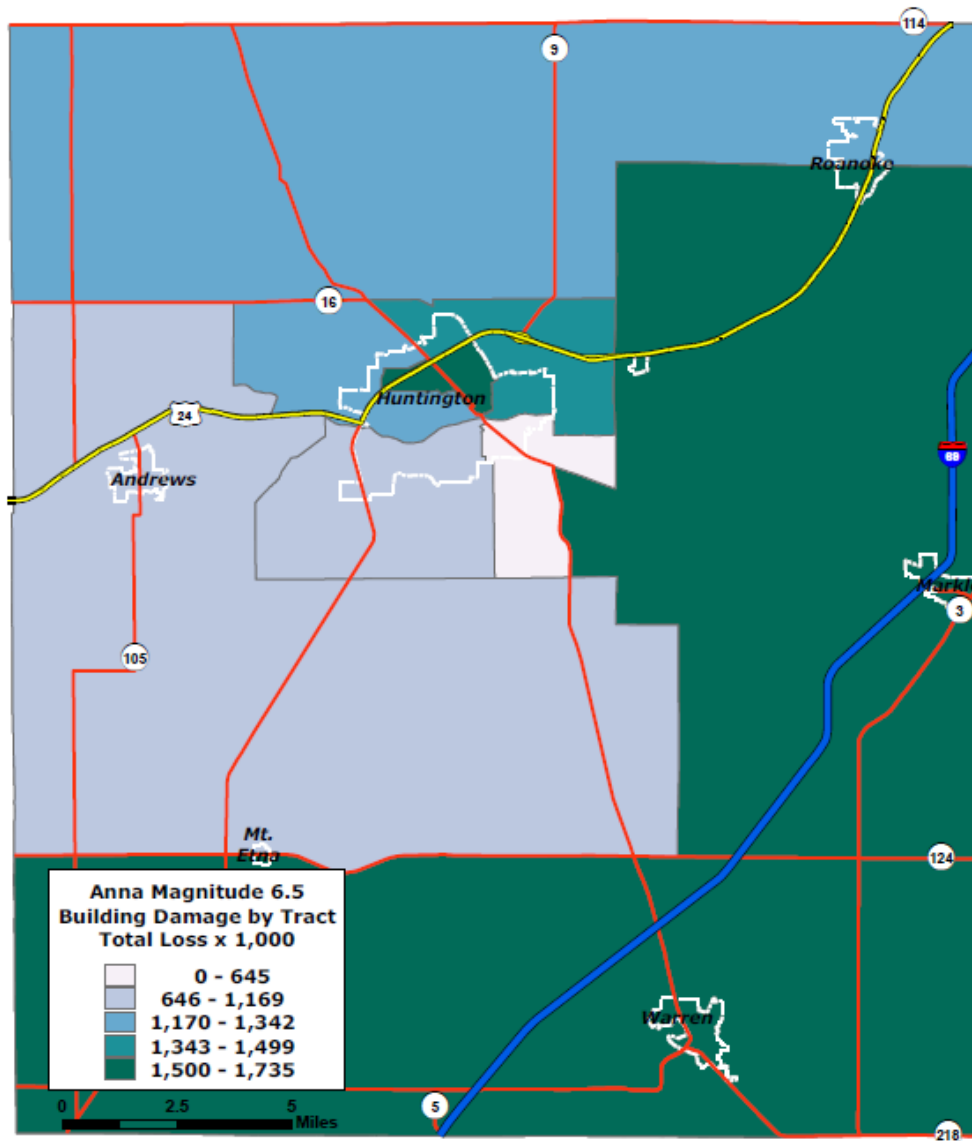 114
9
Roanoke
16
Huntington
24
Andrews
69
Markle
3
105
Mt.
Etna
124
Anna Magnitude 6.5
Building Damage by Tract
Total Loss x 1,000
0 - 645
646 - 1,169
1,170 - 1,342
1,343 - 1,499
1,500 - 1,735
Warren
0 2.5 5
Miles
5
218